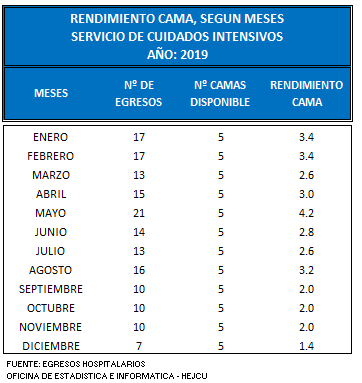 RENDIMIENTO CAMA, SEGUN MESES
SERVICIO DE CUIDADOS INTENSIVOS
AÑO: 2019
MESES Nº DE EGRESOS Nº CAMAS DISPONIBLE RENDIMIENTO CAMA
ENERO 17 5 3.4
FEBRERO 17 5 3.4
MARZO 13 5 2.6
ABRIL 15 5 3.0
MAYO 21 5 4.2
JUNIO 14 5 2.8
JULIO 13 5 2.6
AGOSTO 16 5 3.2
SEPTIEMBRE 10 5 2.0
OCTUBRE 10 5 2.0
NOVIEMBRE 10 5 2.0
DICIEMBRE 7 5 1.4
FUENTE: EGRESOS HOSPITALARIOS
OFICINA DE ESTADISTICA E INFORMATICA - HEJCU